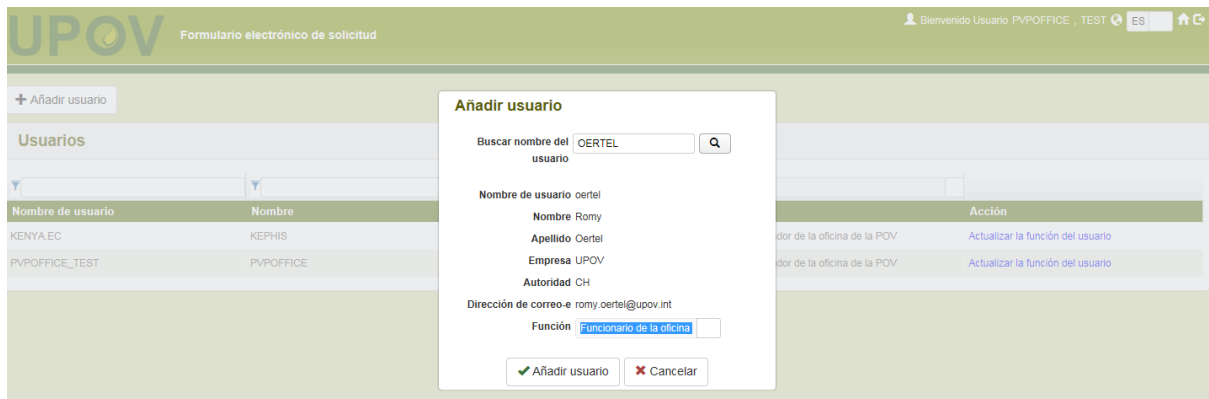 UPOV Formulario electrónico de solicitud
Bienvenido Usuario PVPOFFICE , TEST ES
Añadir usuario
Usuarios
Nombre de usuario Nombre Acción
KENYA.EC KEPHIS dor de la oficina de la POV Actualizar la función del usuario
PVPOFFICE_TEST PVPOFFICE dor de la oficina de la POV Actualizar la función del usuario
Añadir usuario
Buscar nombre del OERTEL
usuario
Nombre de usuario oertel
Nombre Romy
Apellido Oertel
Empresa UPOV
Autoridad CH
Dirección de correo-e romy.oertel@upov.int
Función Funcionario de la oficina
Añadir usuario Cancelar